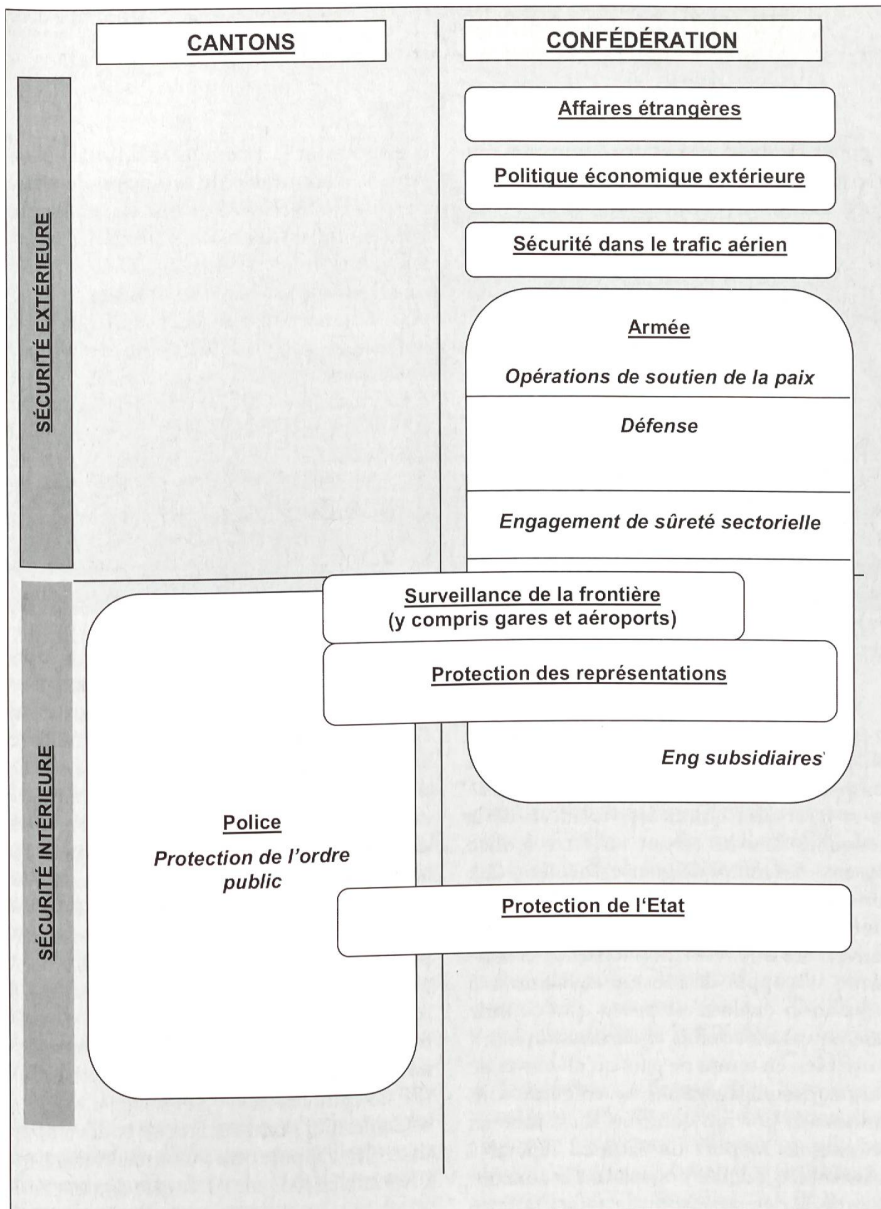 CANTONS
CONFÉDÉRATION
SÉCURITÉ EXTÉRIEURE
Affaires étrangères
Politique économique extérieure
Sécurité dans le trafic aérien
Armée
Opérations de soutien de la paix
Défense
Engagement de sûreté sectorielle
SÉCURITÉ INTÉRIEURE
Surveillance de la frontière
(y compris gares et aéroports)
Protection des représentations
Eng subsidiaires
Police
Protection de l'ordre
public
Protection de l'Etat